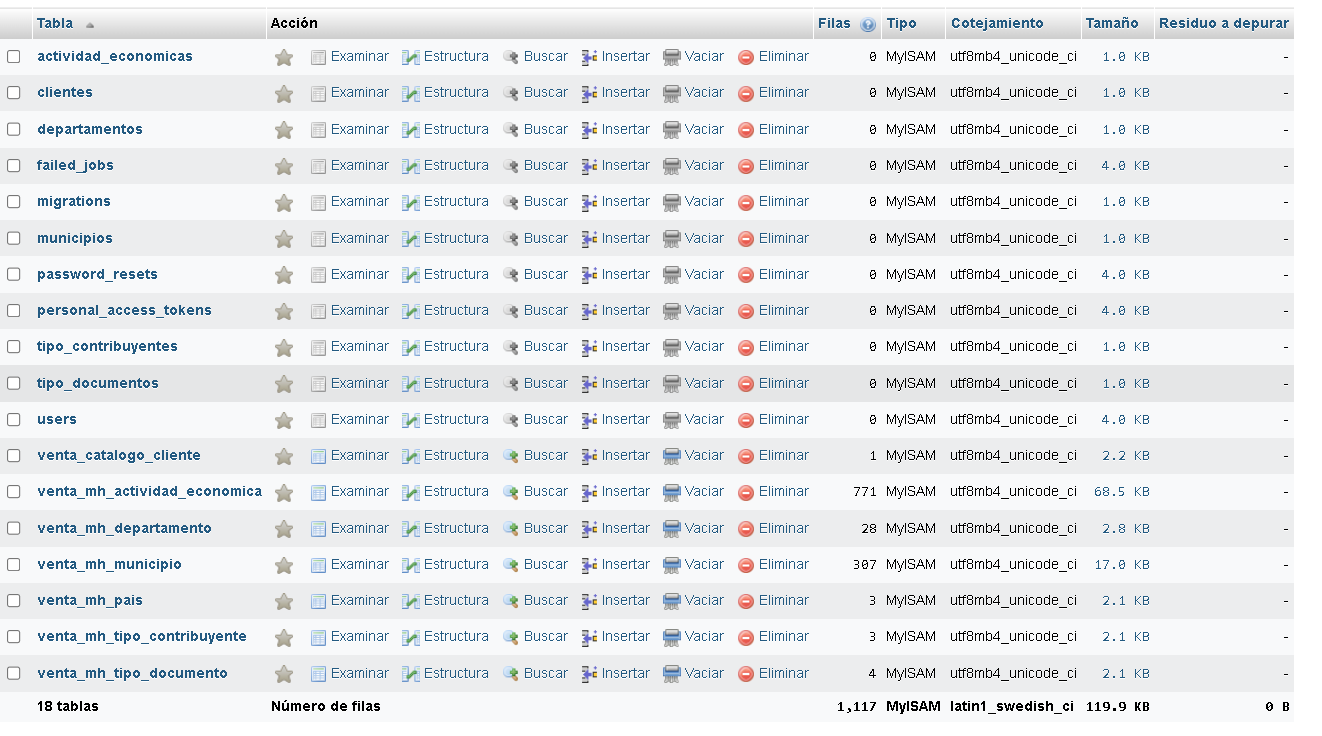 Tabla Acción Filas Tipo Cotejamiento Tamaño Residuo a depurar
actividad_economicas Examinar Estructura Buscar Insertar Vaciar Eliminar 0 MyISAM utf8mb4_unicode_ci 1.0 KB -
clientes Examinar Estructura Buscar Insertar Vaciar Eliminar 0 MyISAM utf8mb4_unicode_ci 1.0 KB -
departamentos Examinar Estructura Buscar Insertar Vaciar Eliminar 0 MyISAM utf8mb4_unicode_ci 1.0 KB -
failed_jobs Examinar Estructura Buscar Insertar Vaciar Eliminar 0 MyISAM utf8mb4_unicode_ci 4.0 KB -
migrations Examinar Estructura Buscar Insertar Vaciar Eliminar 0 MyISAM utf8mb4_unicode_ci 1.0 KB -
municipios Examinar Estructura Buscar Insertar Vaciar Eliminar 0 MyISAM utf8mb4_unicode_ci 1.0 KB -
password_resets Examinar Estructura Buscar Insertar Vaciar Eliminar 0 MyISAM utf8mb4_unicode_ci 4.0 KB -
personal_access_tokens Examinar Estructura Buscar Insertar Vaciar Eliminar 0 MyISAM utf8mb4_unicode_ci 4.0 KB -
tipo_contribuyentes Examinar Estructura Buscar Insertar Vaciar Eliminar 0 MyISAM utf8mb4_unicode_ci 1.0 KB -
tipo_documentos Examinar Estructura Buscar Insertar Vaciar Eliminar 0 MyISAM utf8mb4_unicode_ci 1.0 KB -
users Examinar Estructura Buscar Insertar Vaciar Eliminar 0 MyISAM utf8mb4_unicode_ci 4.0 KB -
venta_catalogo_cliente Examinar Estructura Buscar Insertar Vaciar Eliminar 1 MyISAM utf8mb4_unicode_ci 2.2 KB -
venta_mh_actividad_economica Examinar Estructura Buscar Insertar Vaciar Eliminar 771 MyISAM utf8mb4_unicode_ci 68.5 KB -
venta_mh_departamento Examinar Estructura Buscar Insertar Vaciar Eliminar 28 MyISAM utf8mb4_unicode_ci 2.8 KB -
venta_mh_municipio Examinar Estructura Buscar Insertar Vaciar Eliminar 307 MyISAM utf8mb4_unicode_ci 17.0 KB -
venta_mh_pais Examinar Estructura Buscar Insertar Vaciar Eliminar 3 MyISAM utf8mb4_unicode_ci 2.1 KB -
venta_mh_tipo_contribuyente Examinar Estructura Buscar Insertar Vaciar Eliminar 3 MyISAM utf8mb4_unicode_ci 2.1 KB -
venta_mh_tipo_documento Examinar Estructura Buscar Insertar Vaciar Eliminar 4 MyISAM utf8mb4_unicode_ci 2.1 KB -
18 tablas Número de filas 1,117 MyISAM latin1_swedish_ci 119.9 KB 0 B